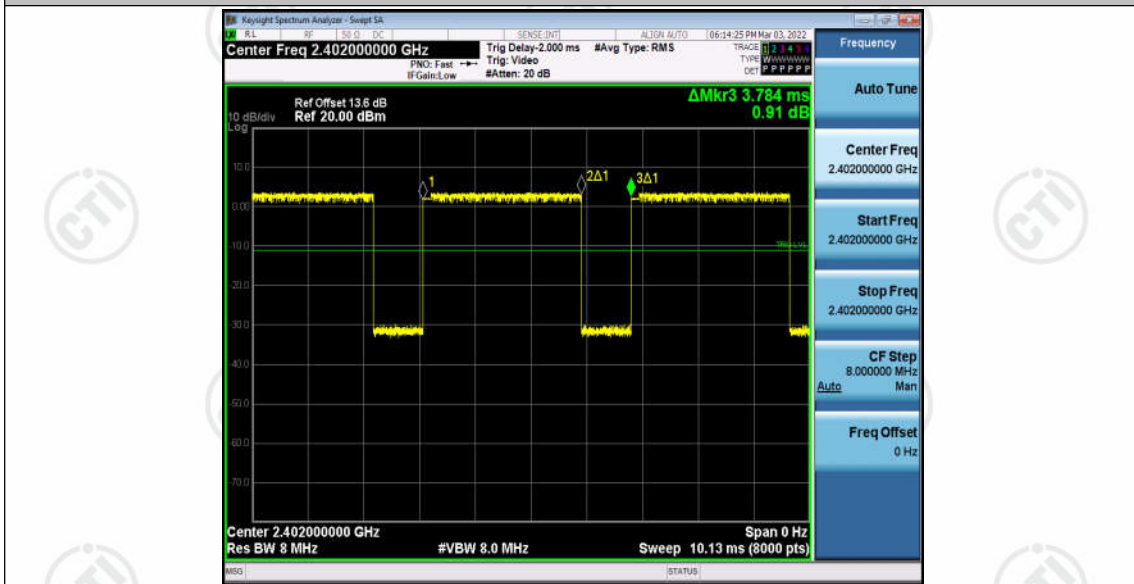 Keysight Spectrum Analyzer - Swept SA
RL RF 50 Ω DC SENSE:INT ALIGN AUTO 06:14:25 PM Mar 03, 2022
Center Freq 2.402000000 GHz
PNO: Fast
IFGain:Low
Trig Delay-2.000 ms
Trig: Video
#Atten: 20 dB
#Avg Type: RMS
TRACE 1 2 3 4 5 6
TYPE WWWWWW
DET P P P P P P
Frequency
Auto Tune
Center Freq
2.402000000 GHz
Start Freq
2.402000000 GHz
Stop Freq
2.402000000 GHz
CF Step
8.000000 MHz
Auto Man
Freq Offset
0 Hz
ΔMkr3 3.784 ms
0.91 dB
Ref Offset 13.6 dB
10 dB/div Ref 20.00 dBm
Log
10.0
0.00
-10.0
-20.0
-30.0
-40.0
-50.0
-60.0
-70.0
1
2Δ1
3Δ1
TRIG LVL
Center 2.402000000 GHz Span 0 Hz
Res BW 8 MHz #VBW 8.0 MHz Sweep 10.13 ms (8000 pts)
MSG STATUS
CTI
CTI